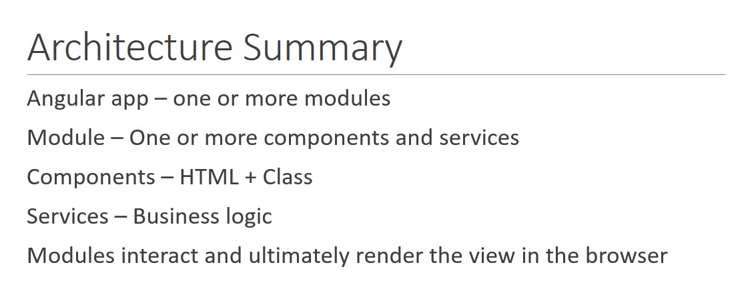 Architecture Summary
Angular app – one or more modules
Module – One or more components and services
Components – HTML + Class
Services – Business logic
Modules interact and ultimately render the view in the browser